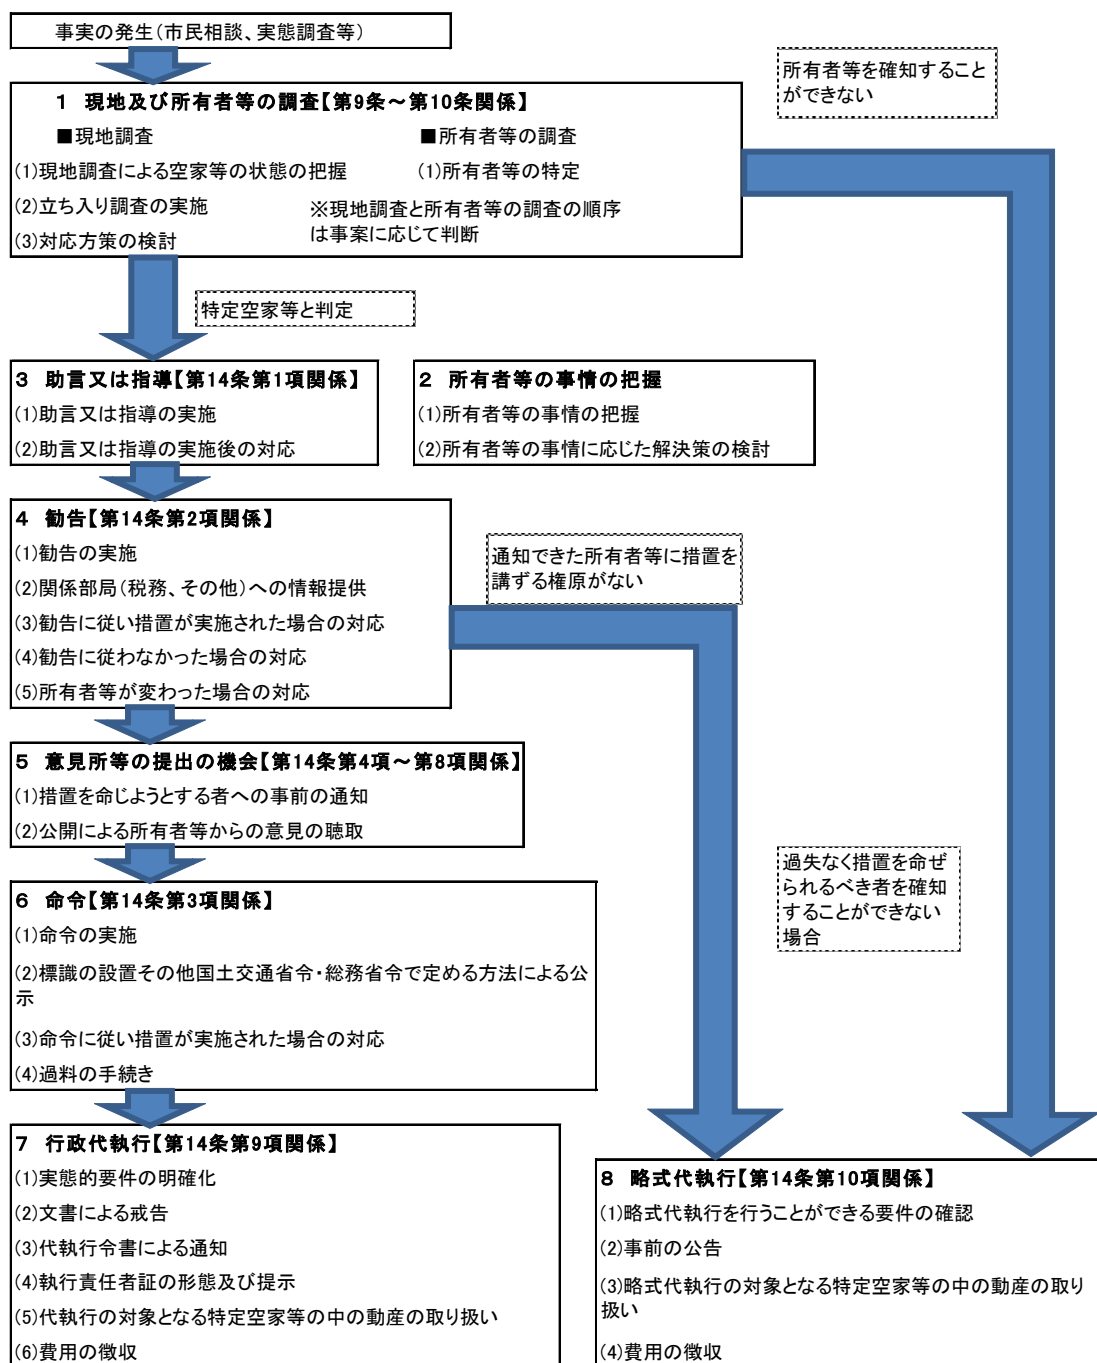 事実の発生(市民相談、実態調査等)
所有者等を確知すること
ができない
１　現地及び所有者等の調査【第9条～第10条関係】
■現地調査
■所有者等の調査
(1)現地調査による空家等の状態の把握
(1)所有者等の特定
(2)立ち入り調査の実施
※現地調査と所有者等の調査の順序
は事案に応じて判断
(3)対応方策の検討
特定空家等と判定
３　助言又は指導【第14条第1項関係】
(1)助言又は指導の実施
(2)助言又は指導の実施後の対応
２　所有者等の事情の把握
(1)所有者等の事情の把握
(2)所有者等の事情に応じた解決策の検討
４　勧告【第14条第2項関係】
(1)勧告の実施
(2)関係部局(税務、その他)への情報提供
(3)勧告に従い措置が実施された場合の対応
(4)勧告に従わなかった場合の対応
(5)所有者等が変わった場合の対応
通知できた所有者等に措置を
講ずる権原がない
５　意見所等の提出の機会【第14条第4項～第8項関係】
(1)措置を命じようとする者への事前の通知
(2)公開による所有者等からの意見の聴取
過失なく措置を命ぜ
られるべき者を確知
することができない
場合
６　命令【第14条第3項関係】
(1)命令の実施
(2)標識の設置その他国土交通省令・総務省令で定める方法による公
示
(3)命令に従い措置が実施された場合の対応
(4)過料の手続き
７　行政代執行【第14条第9項関係】
(1)実態的要件の明確化
(2)文書による戒告
(3)代執行令書による通知
(4)執行責任者証の形態及び提示
(5)代執行の対象となる特定空家等の中の動産の取り扱い
(6)費用の徴収
８　略式代執行【第14条第10項関係】
(1)略式代執行を行うことができる要件の確認
(2)事前の公告
(3)略式代執行の対象となる特定空家等の中の動産の取り
扱い
(4)費用の徴収